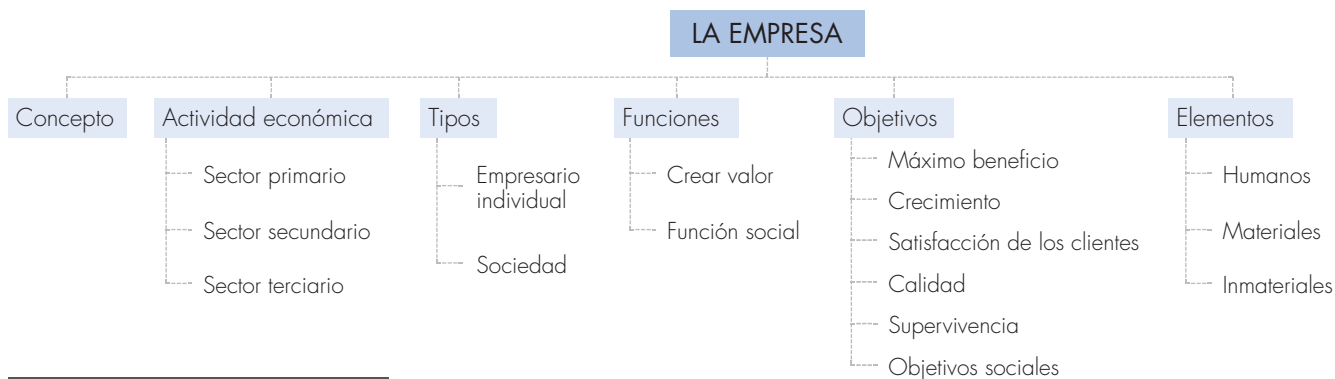 LA EMPRESA
Concepto
Actividad económica
Sector primario
Sector secundario
Sector terciario
Tipos
Empresario
individual
Sociedad
Funciones
Crear valor
Función social
Objetivos
Máximo beneficio
Crecimiento
Satisfacción de los clientes
Calidad
Supervivencia
Objetivos sociales
Elementos
Humanos
Materiales
Inmateriales